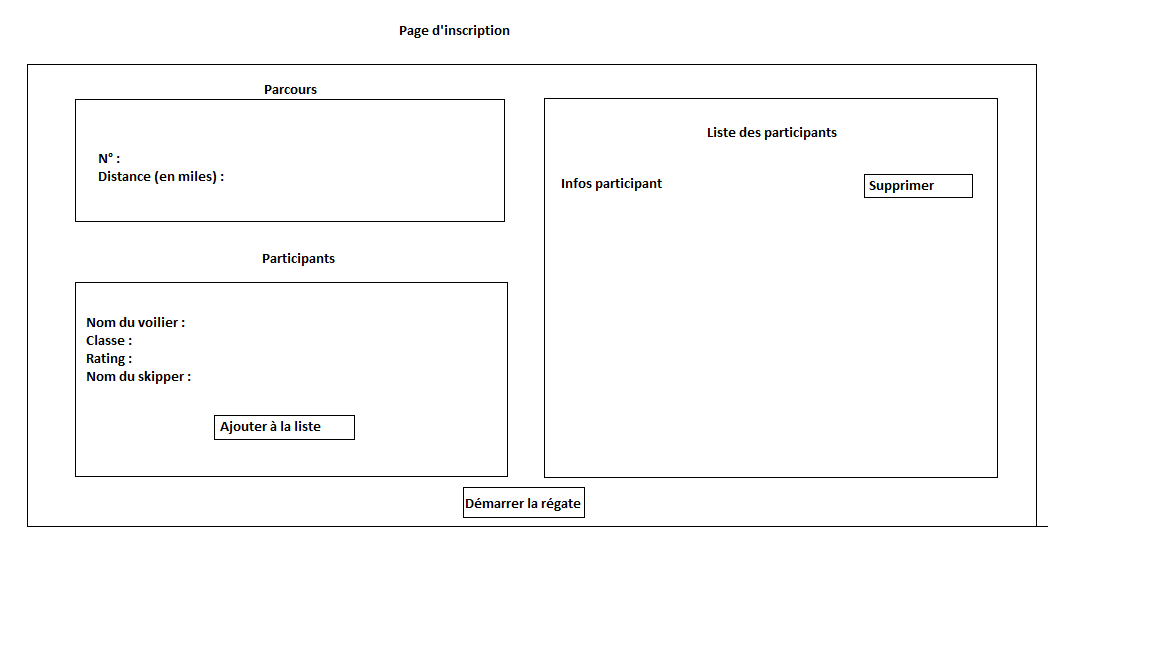 Page d'inscription
Parcours
N° :
Distance (en miles) :
Participants
Nom du voilier :
Classe :
Rating :
Nom du skipper :
Ajouter à la liste
Liste des participants
Infos participant
Supprimer
Démarrer la régate